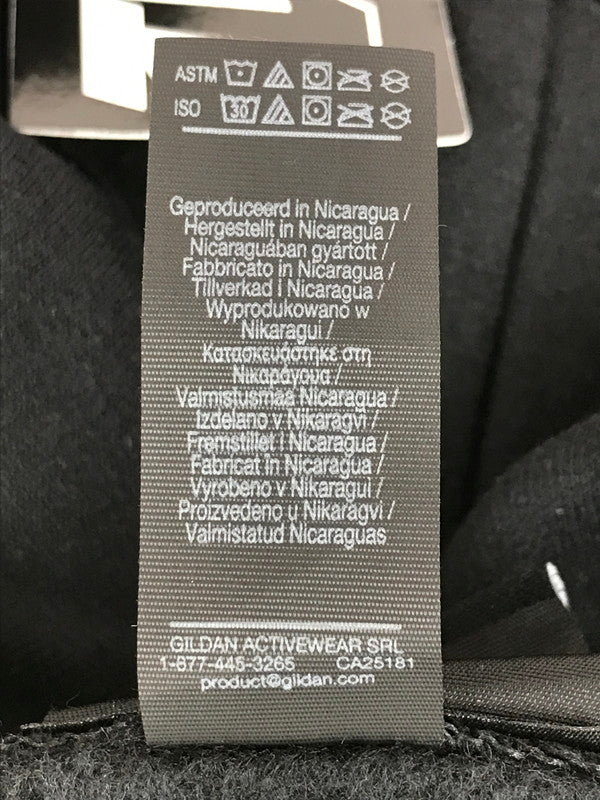 ASTM
ISO 30
Geproduceerd in Nicaragua /
Hergestellt in Nicaragua /
Nicaraguában gyártott /
Fabbricato in Nicaragua /
Tillverkad i Nicaragua /
Wyprodukowano w
Nikaragui /
Κατασκευάστηκε στη
Νικαράγουα /
Valmistusmaa Nicaragua /
Izdelano v Nikaragvi /
Fremstillet i Nicaragua /
Fabricat in Nicaragua /
Vyrobeno v Nikaragui /
Proizvedeno u Nikaragvi /
Valmistatud Nicaraguas
GILDAN ACTIVEWEAR SRL
1-877-445-3265 CA25181
product@gildan.com